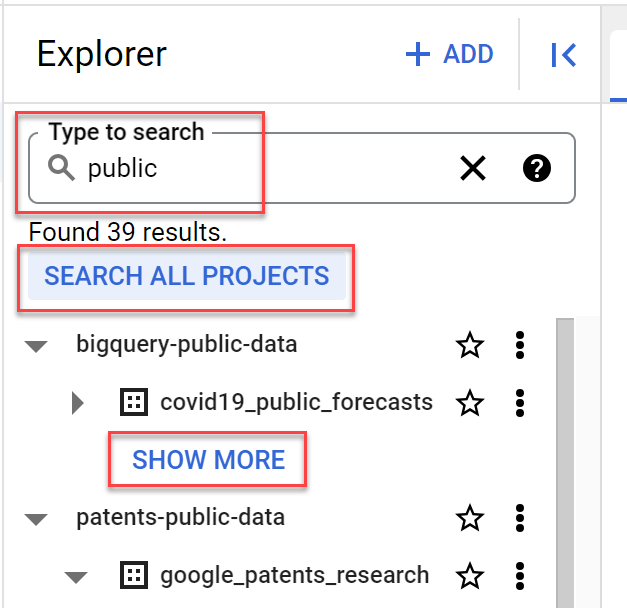 Explorer
ADD
Type to search
public
Found 39 results.
SEARCH ALL PROJECTS
bigquery-public-data
covid19_public_forecasts
SHOW MORE
patents-public-data
google_patents_research